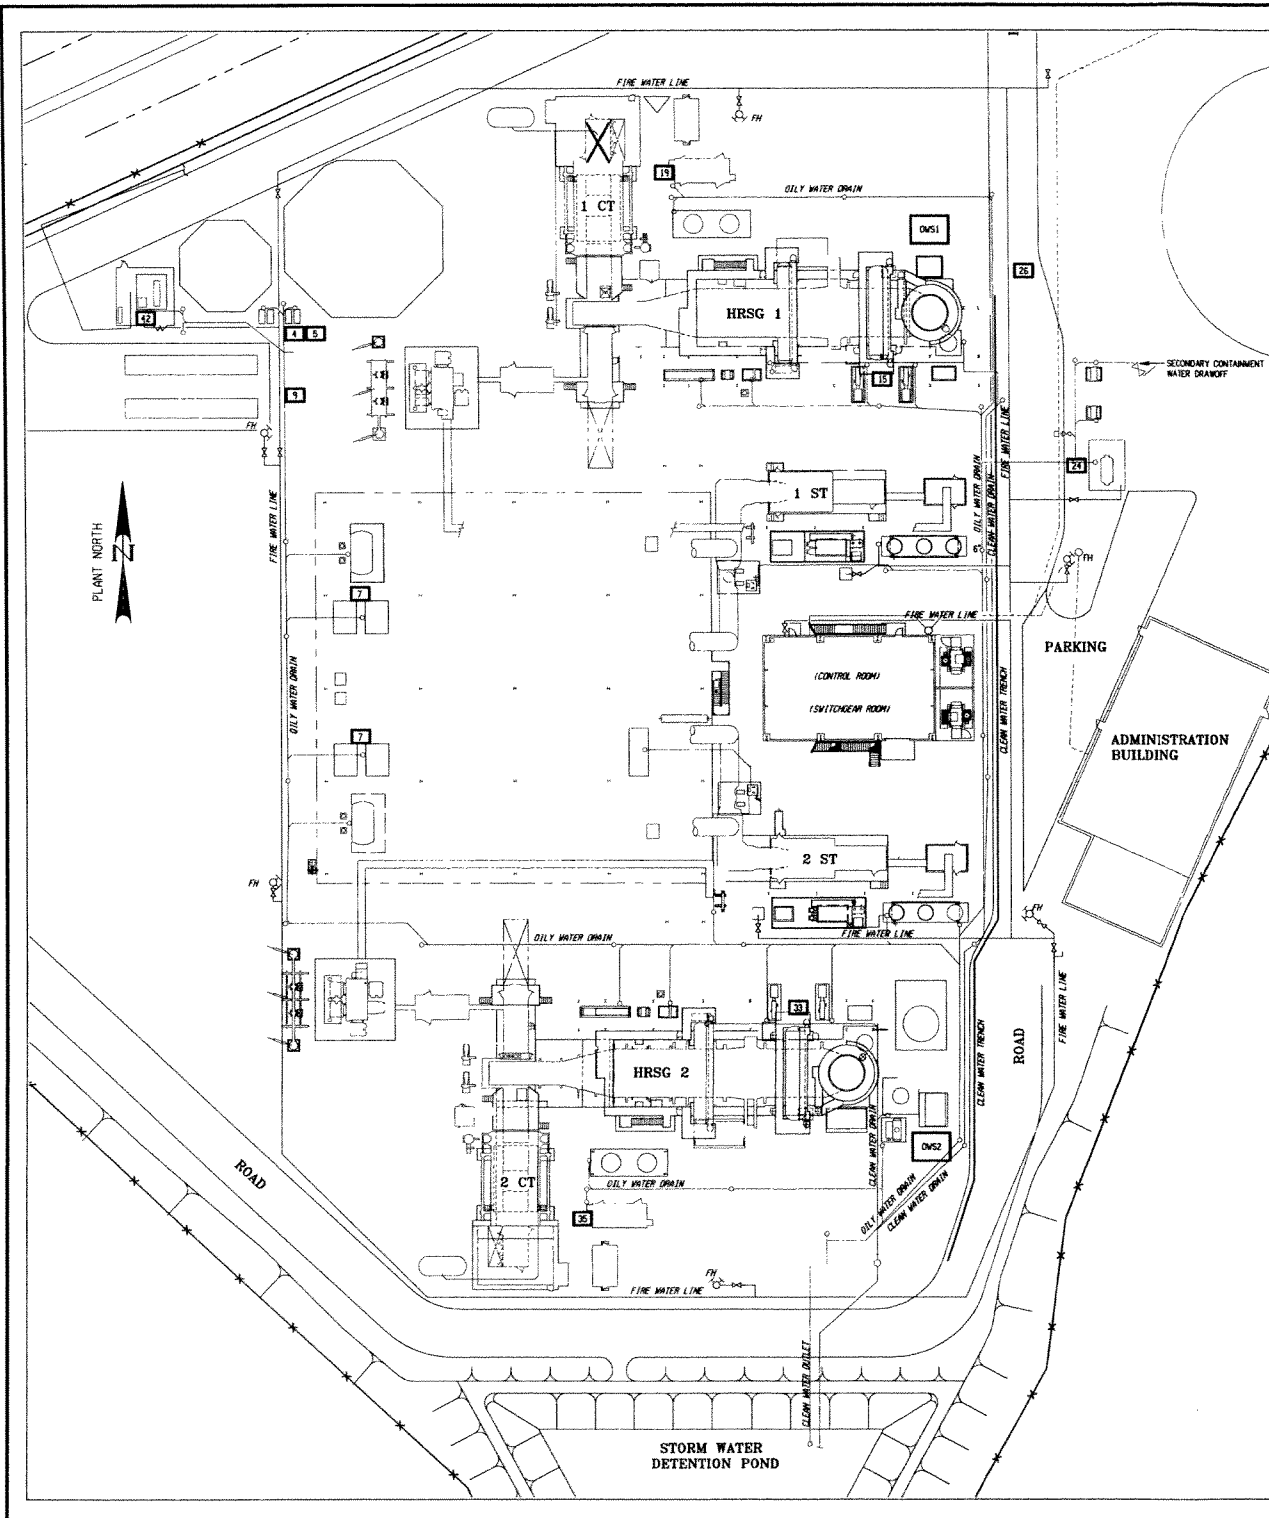 FIRE WATER LINE
FH
19
OILY WATER DRAIN
1 CT
OWS1
26
HRSG 1
42
4
5
SECONDARY CONTAINMENT
WATER DRAWOFF
15
9
FH
FIRE WATER LINE
24
1 ST
OILY WATER DRAIN
CLEAN WATER DRAIN
FIRE WATER LINE
PLANT NORTH
N
FH
7
FIRE WATER LINE
PARKING
(CONTROL ROOM)
(SWITCHGEAR ROOM)
OILY WATER DRAIN
CLEAN WATER TRENCH
7
ADMINISTRATION
BUILDING
2 ST
FH
FH
FIRE WATER LINE
OILY WATER DRAIN
33
ROAD
FIRE WATER LINE
HRSG 2
CLEAN WATER TRENCH
CLEAN WATER DRAIN
OWS2
ROAD
2 CT
OILY WATER DRAIN
35
OILY WATER DRAIN
CLEAN WATER DRAIN
FH
FIRE WATER LINE
CLEAN WATER OUTLET
STORM WATER
DETENTION POND